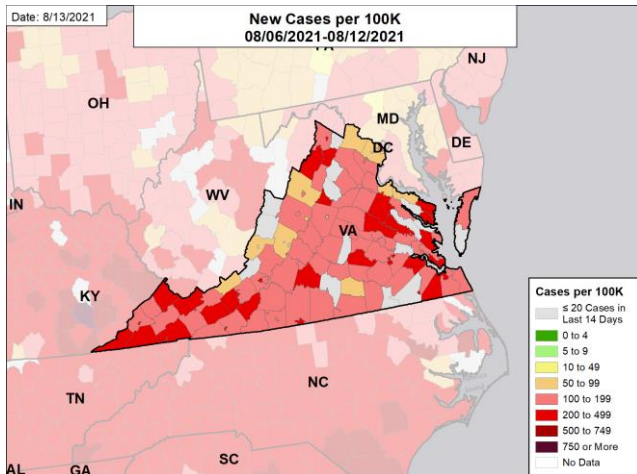 Date: 8/13/2021
New Cases per 100K
08/06/2021-08/12/2021
NJ
OH
MD
DC
DE
IN
WV
VA
KY
TN
NC
AL
GA
SC
Cases per 100K
≤ 20 Cases in
Last 14 Days
0 to 4
5 to 9
10 to 49
50 to 99
100 to 199
200 to 499
500 to 749
750 or More
No Data